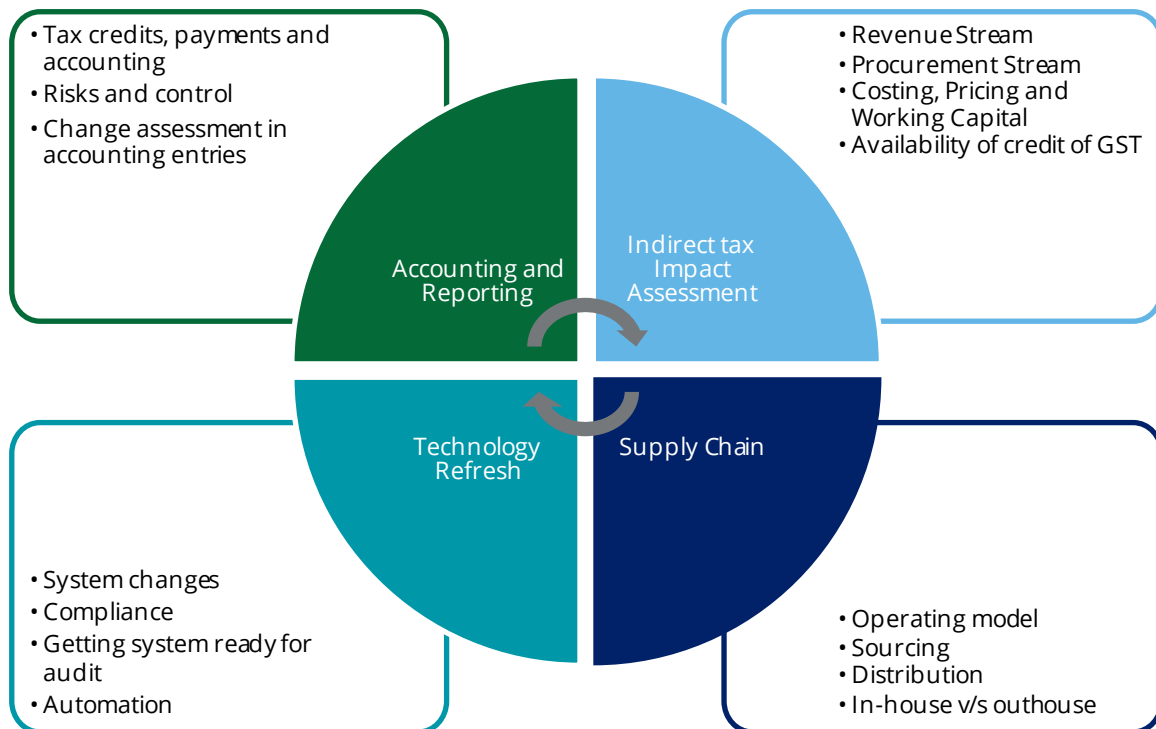 • Tax credits, payments and
accounting
• Risks and control
• Change assessment in
accounting entries
• Revenue Stream
• Procurement Stream
• Costing, Pricing and
Working Capital
• Availability of credit of GST
Accounting and
Reporting
Indirect tax
Impact
Assessment
Technology
Refresh
Supply Chain
• System changes
• Compliance
• Getting system ready for
audit
• Automation
• Operating model
• Sourcing
• Distribution
• In-house v/s outhouse